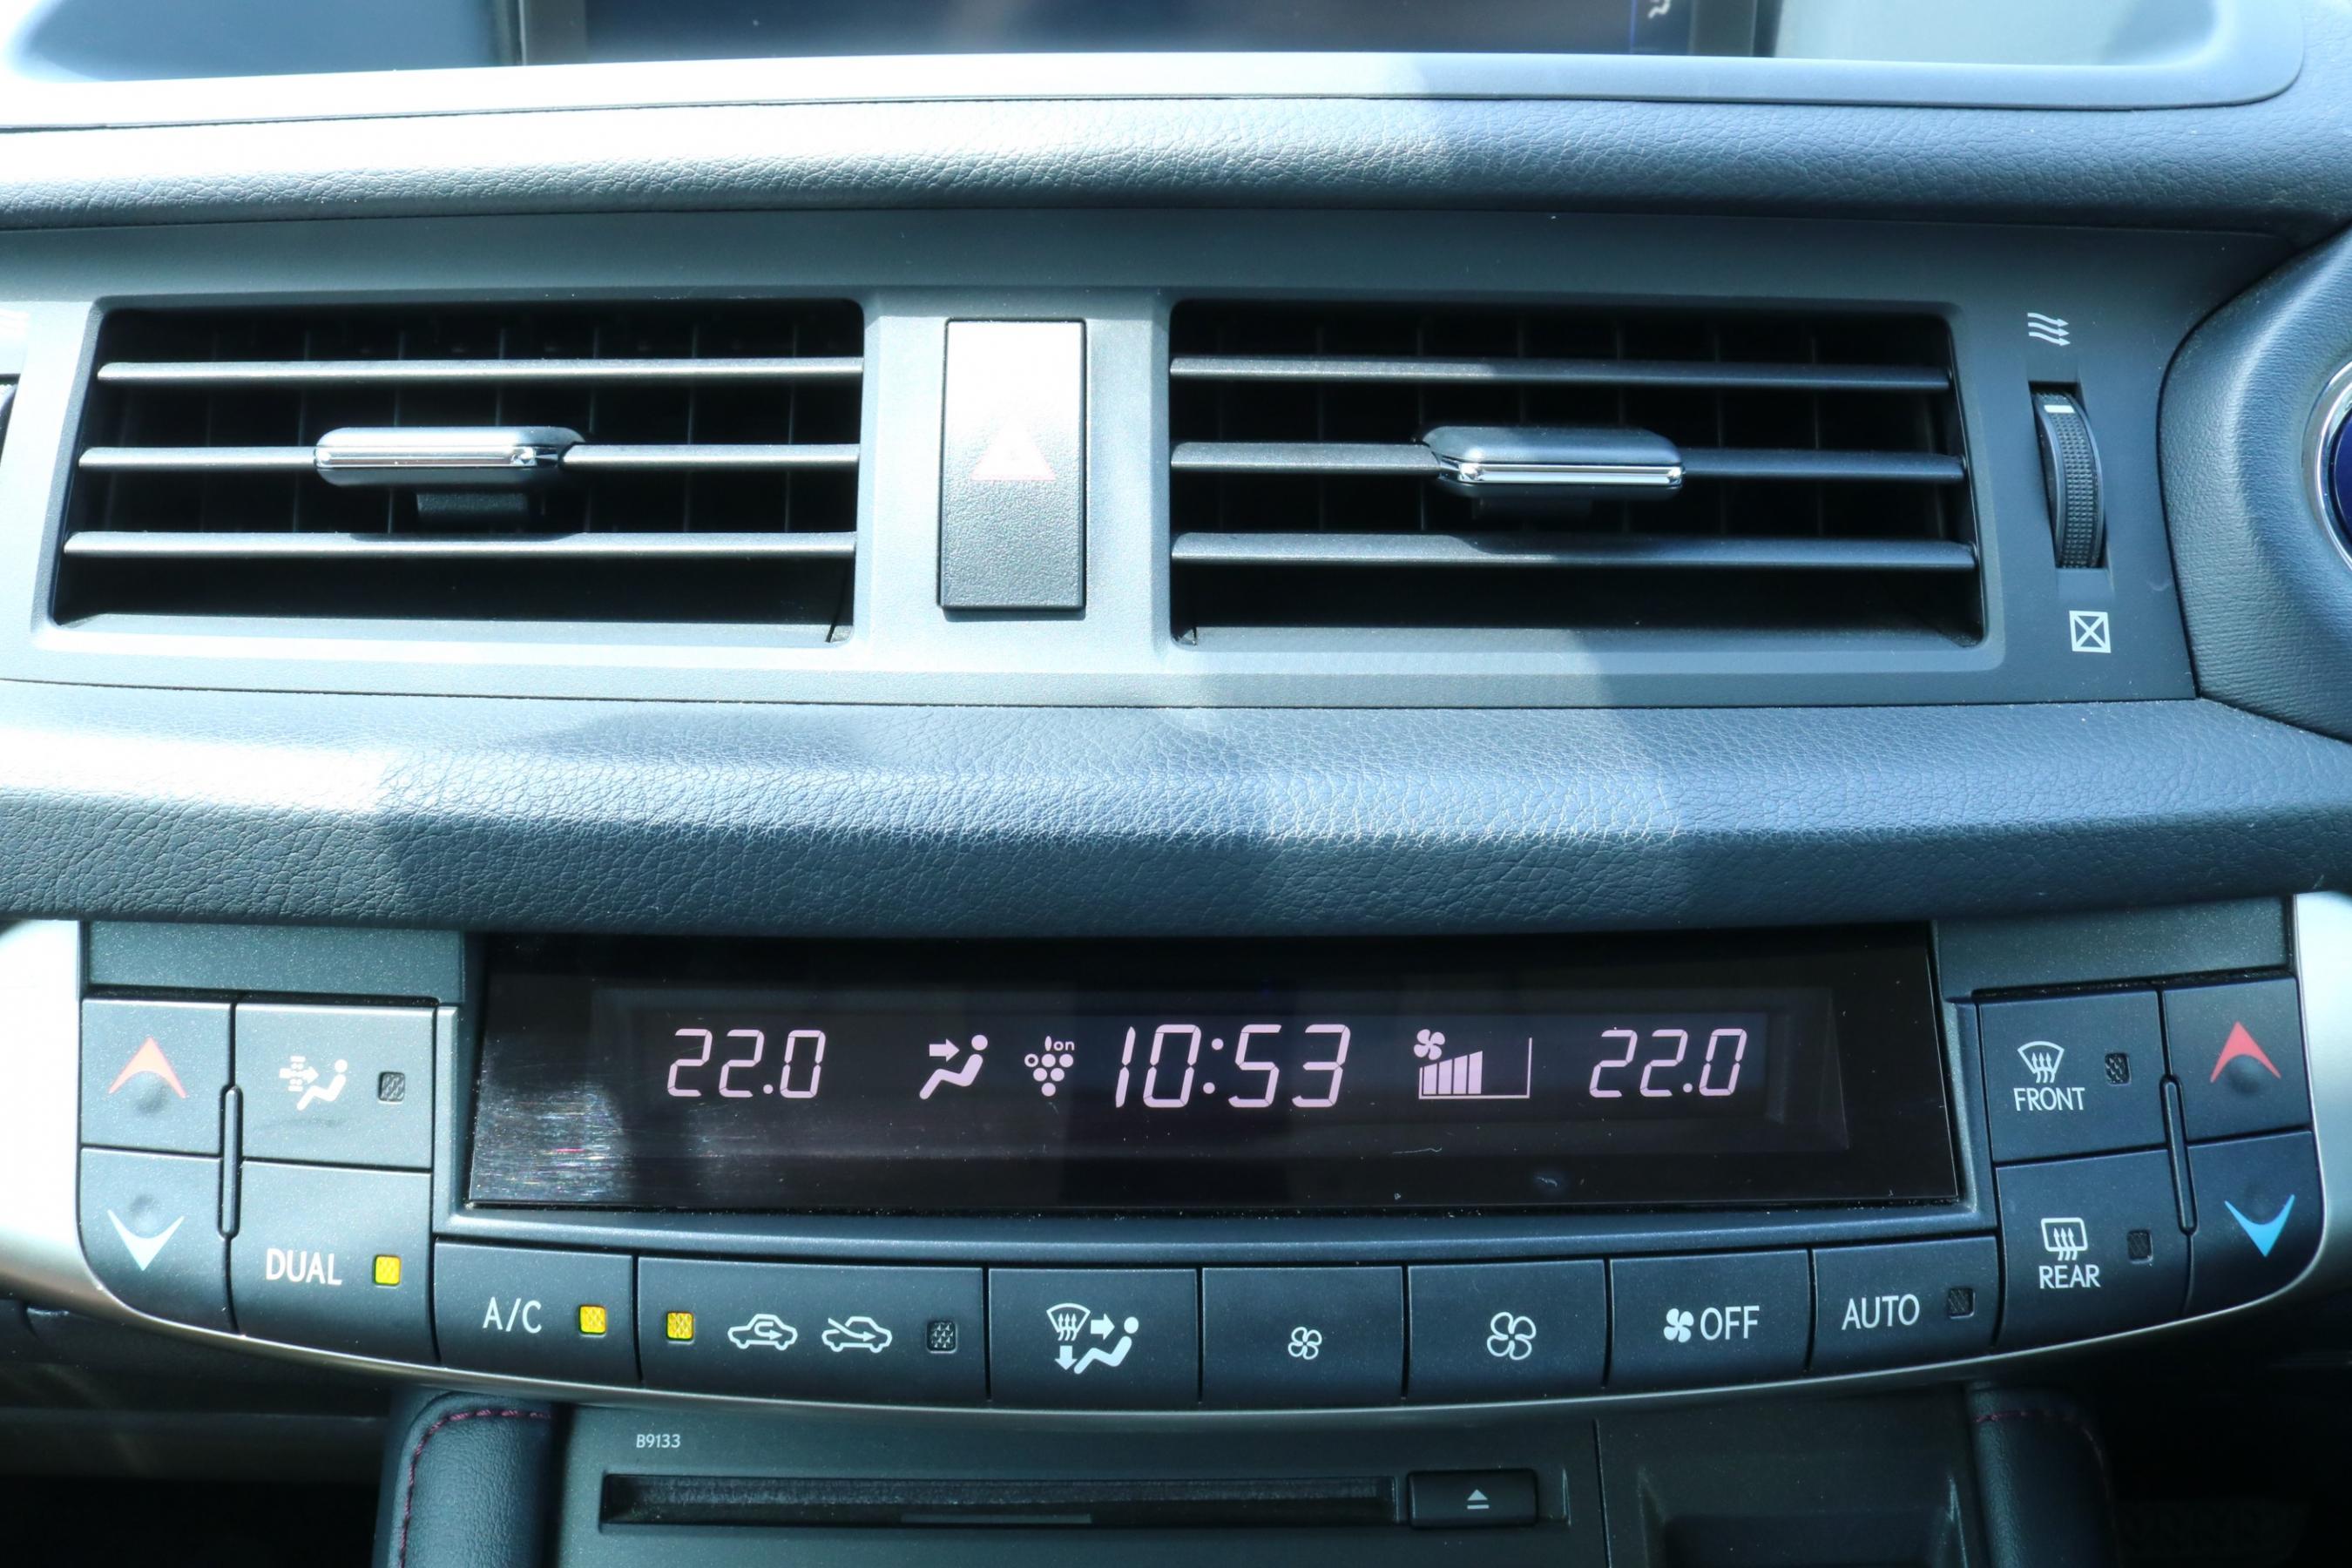 22.0 ion 10:53 22.0
FRONT
DUAL
REAR
A/C
OFF
AUTO
B9133